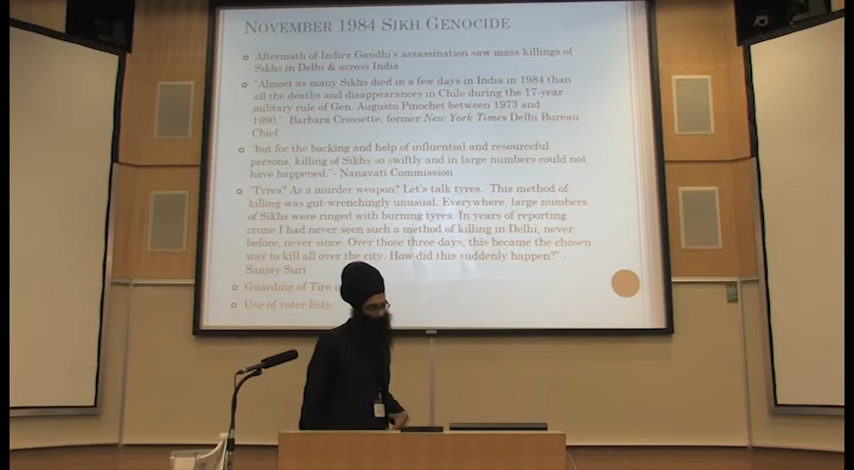 NOVEMBER 1984 SIKH GENOCIDE
Aftermath of Indira Gandhi's assassination saw mass killings of
Sikhs in Delhi & across India
"Almost as many Sikhs died in a few days in India in 1984 than
all the deaths and disappearances in Chile during the 17-year
military rule of Gen. Augusto Pinochet between 1973 and
1990," Barbara Crossette, former New York Times Delhi Bureau
Chief
"but for the backing and help of influential and resourceful
persons, killing of Sikhs so swiftly and in large numbers could not
have happened."- Nanavati Commission
"Tyres? As a murder weapon? Let's talk tyres. This method of
killing was gut-wrenchingly unusual. Everywhere, large numbers
of Sikhs were ringed with burning tyres. In years of reporting
crime I had never seen such a method of killing in Delhi, never
before, never since. Over those three days, this became the chosen
way to kill all over the city. How did this suddenly happen?" -
Sanjay Suri
Guarding of Tire
Use of voter lists